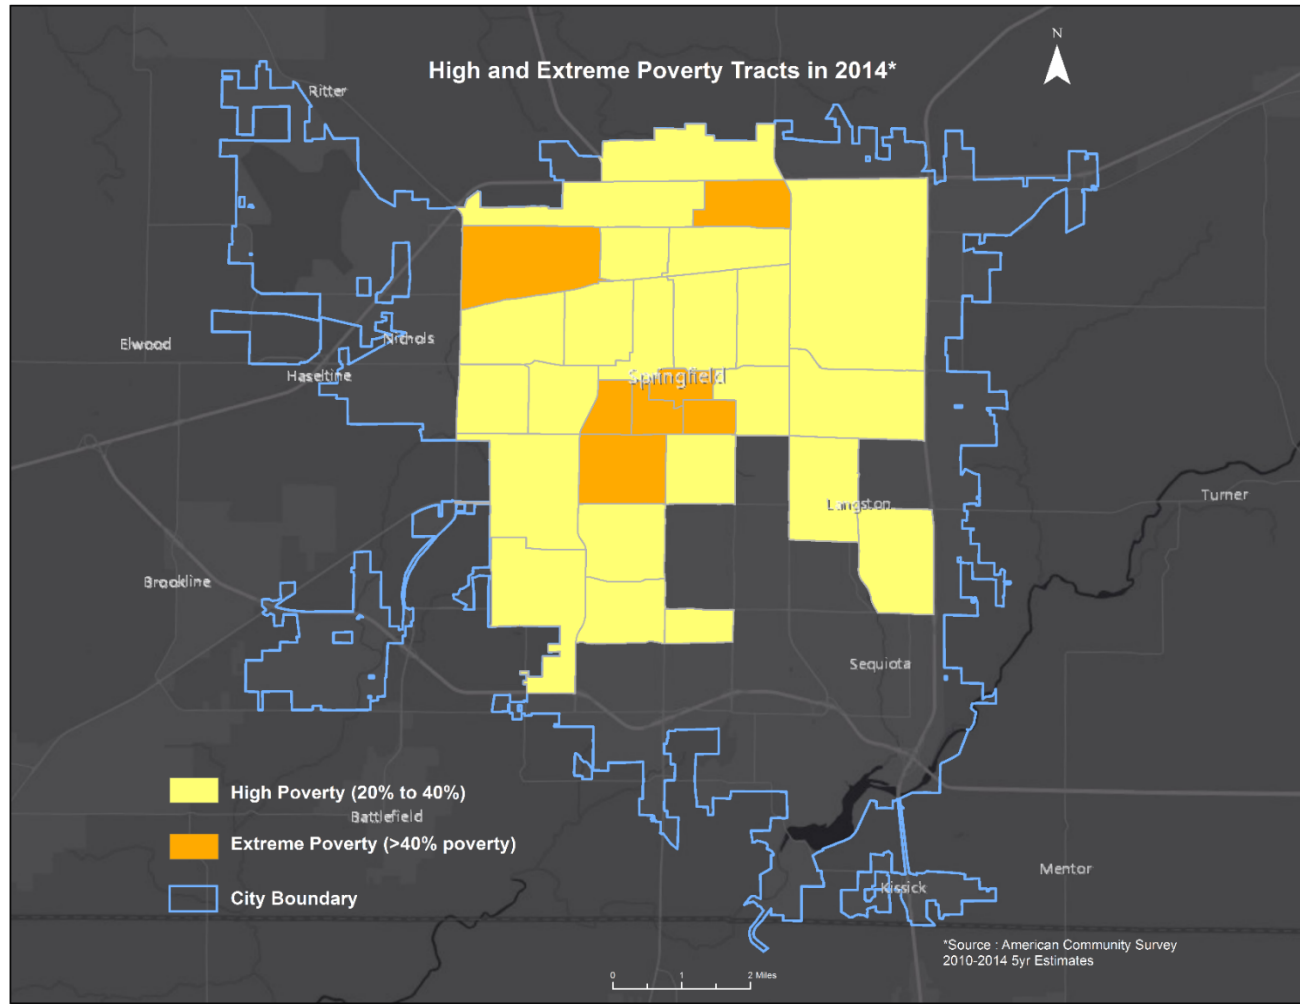 N
High and Extreme Poverty Tracts in 2014*
Ritter
Nichols
Elwood
Haseltine
Springfield
Turner
Langston
Brookline
Sequiota
High Poverty (20% to 40%)
Battlefield
Extreme Poverty (>40% poverty)
Mentor
Kissick
City Boundary
*Source : American Community Survey
2010-2014 5yr Estimates
0 1 2 Miles